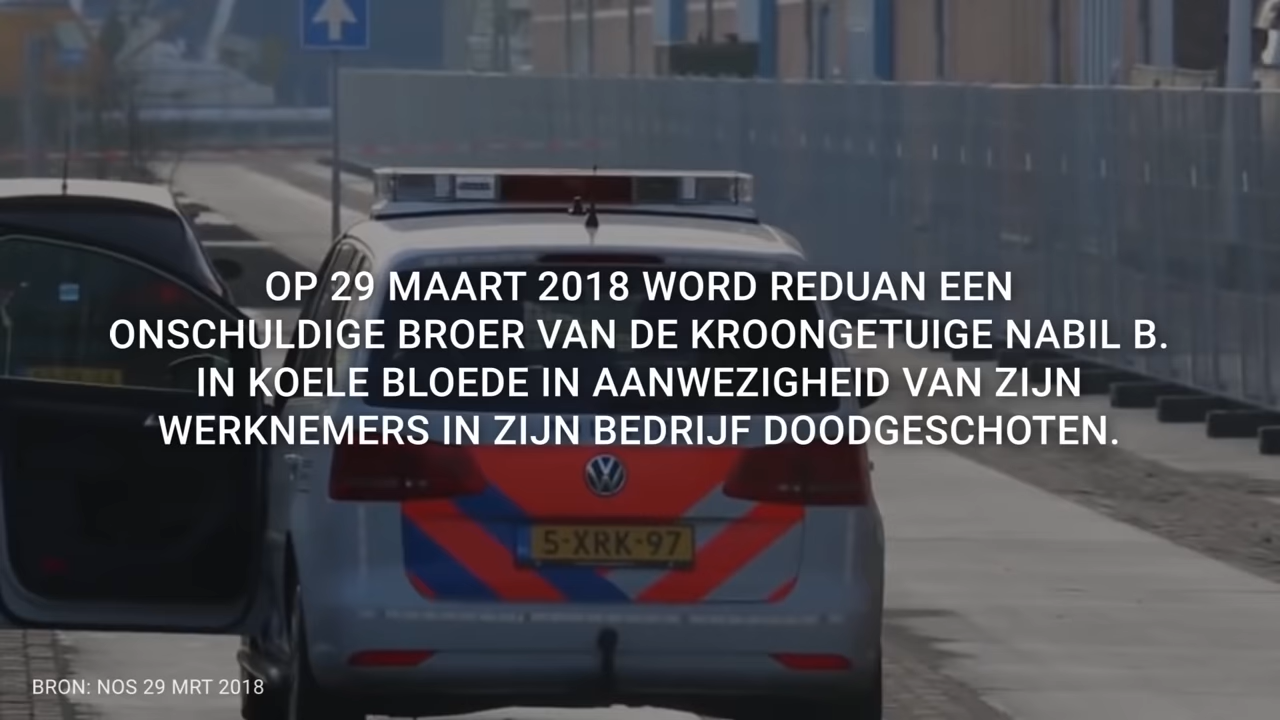 OP 29 MAART 2018 WORD REDUAN EEN
ONSCHULDIGE BROER VAN DE KROONGETUIGE NABIL B.
IN KOELE BLOEDE IN AANWEZIGHEID VAN ZIJN
WERKNEMERS IN ZIJN BEDRIJF DOODGESCHOTEN.
5-XRK-97
BRON: NOS 29 MRT 2018